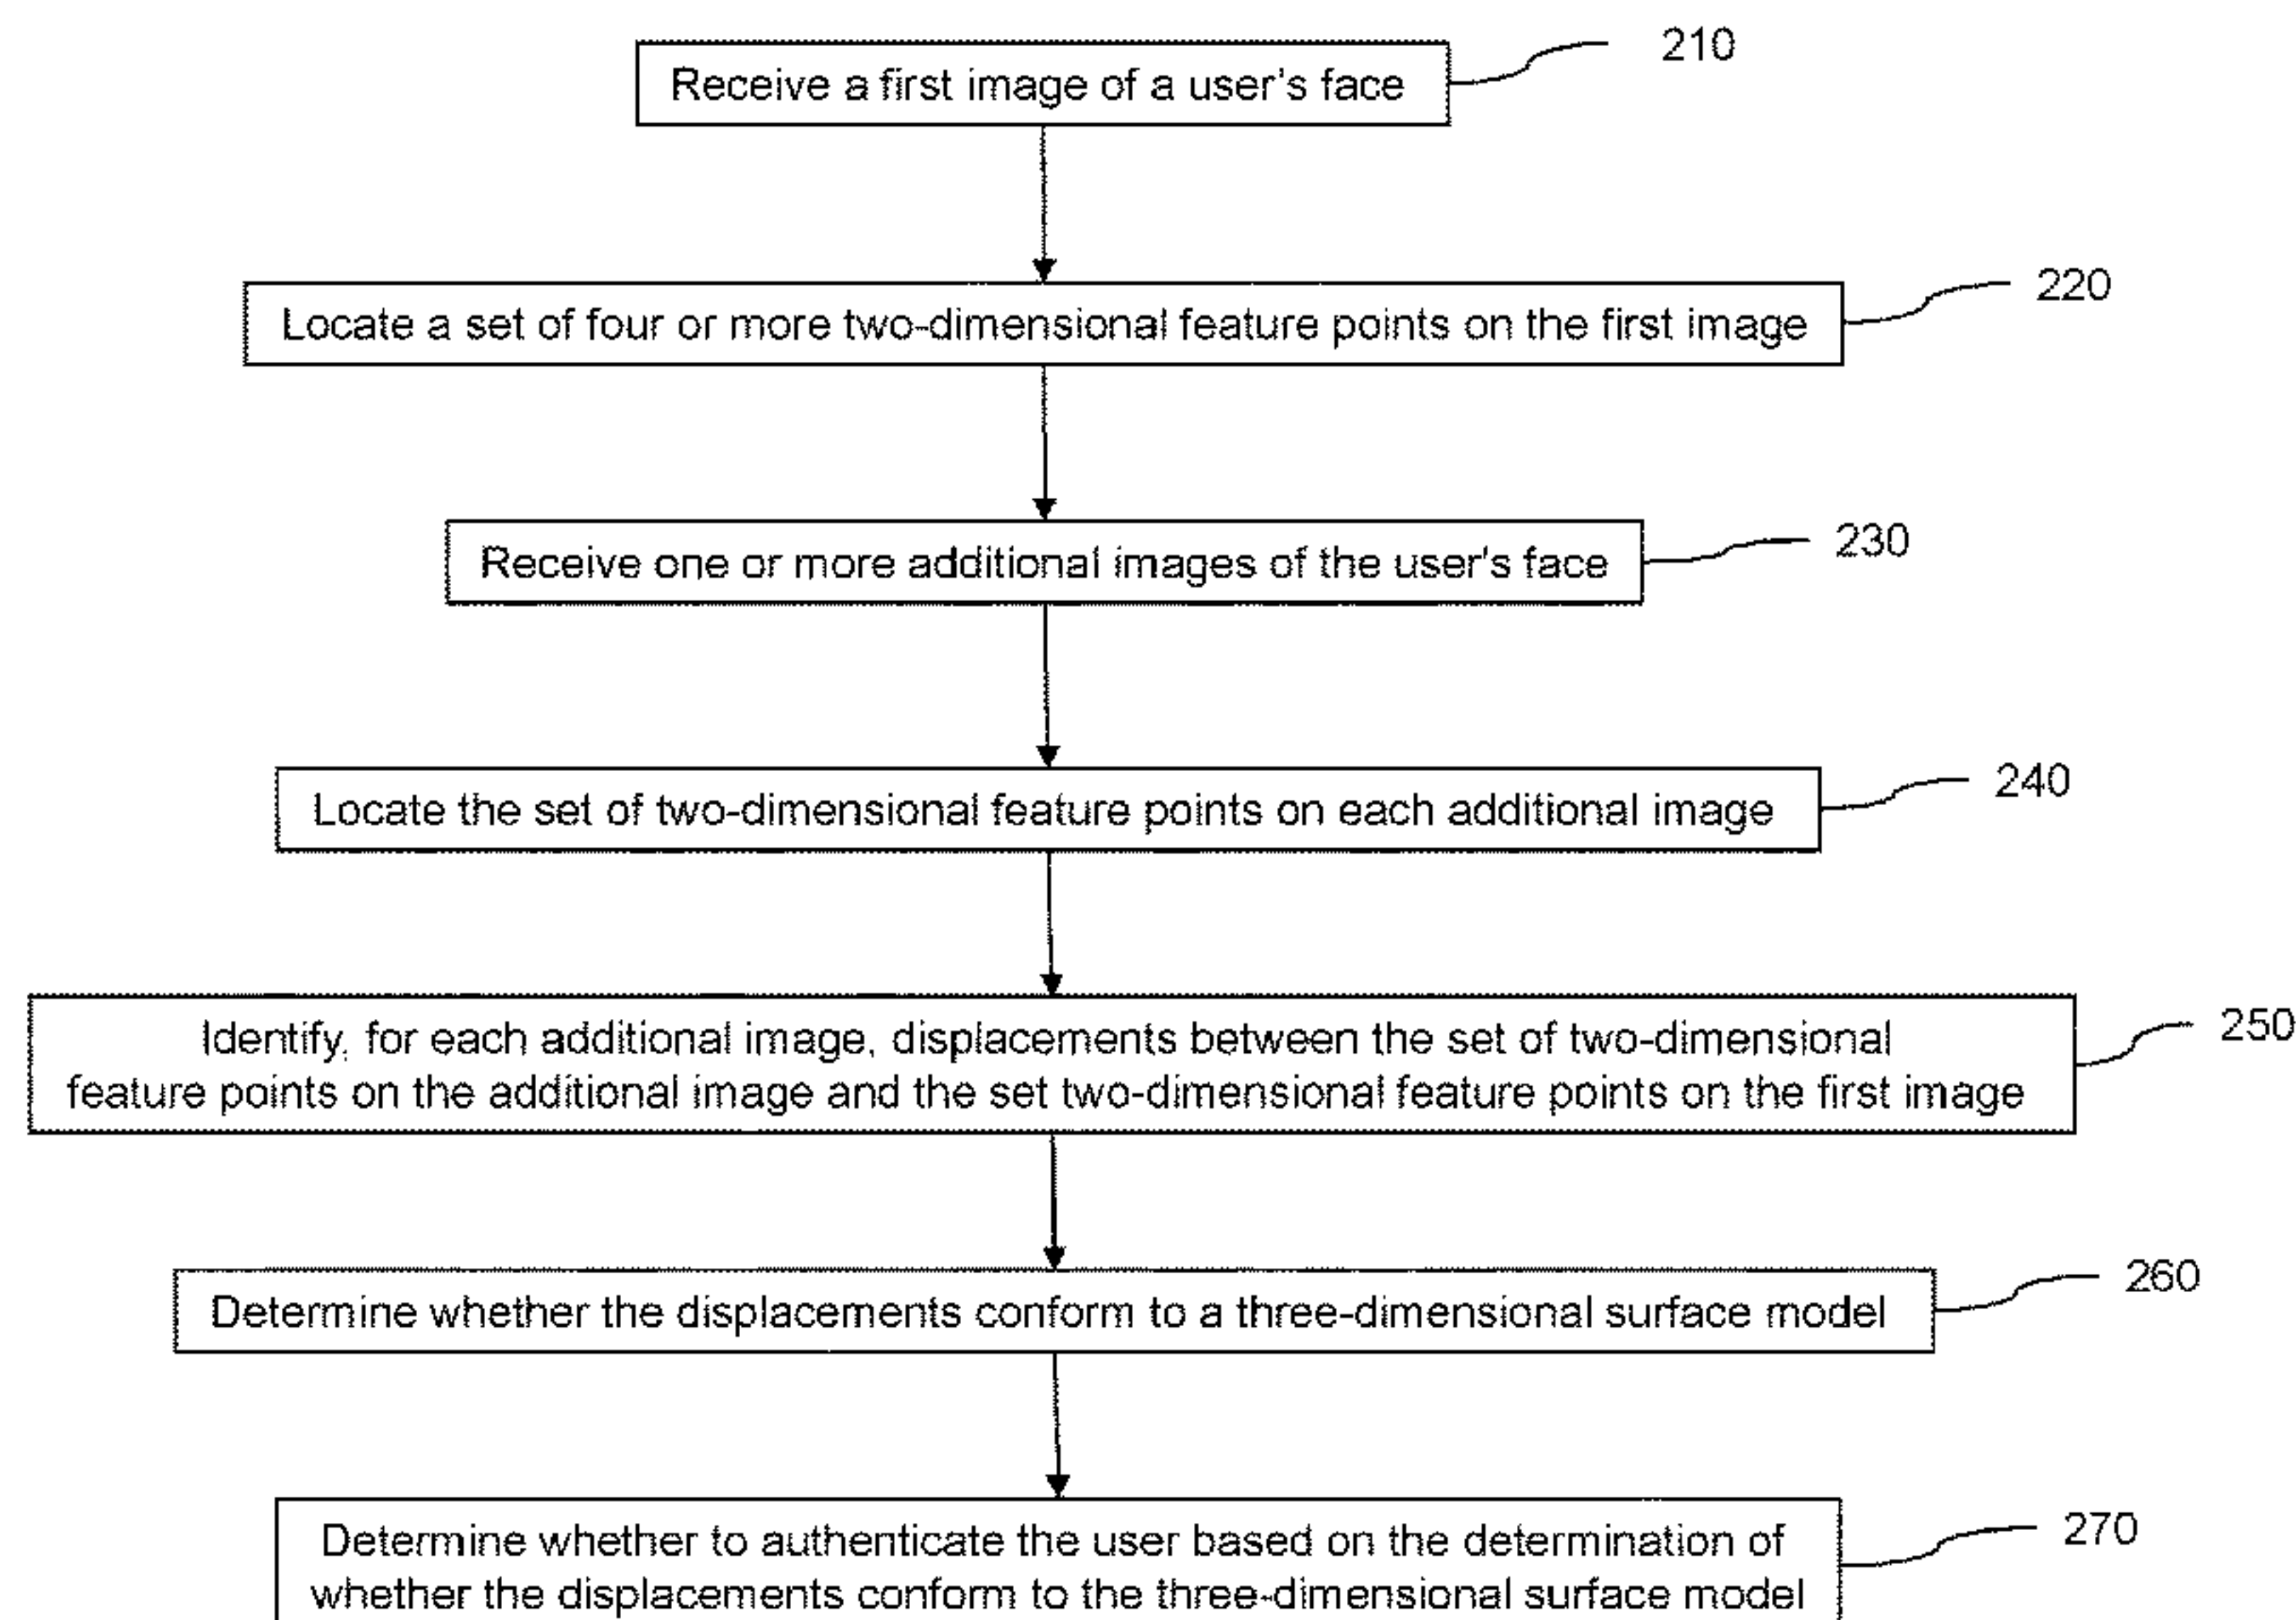 Receive a first image of a user's face
210
Locate a set of four or more two-dimensional feature points on the first image
220
Receive one or more additional images of the user's face
230
Locate the set of two-dimensional feature points on each additional image
240
Identify, for each additional image, displacements between the set of two-dimensional
feature points on the additional image and the set two-dimensional feature points on the first image
250
Determine whether the displacements conform to a three-dimensional surface model
260
Determine whether to authenticate the user based on the determination of
whether the displacements conform to the three-dimensional surface model
270